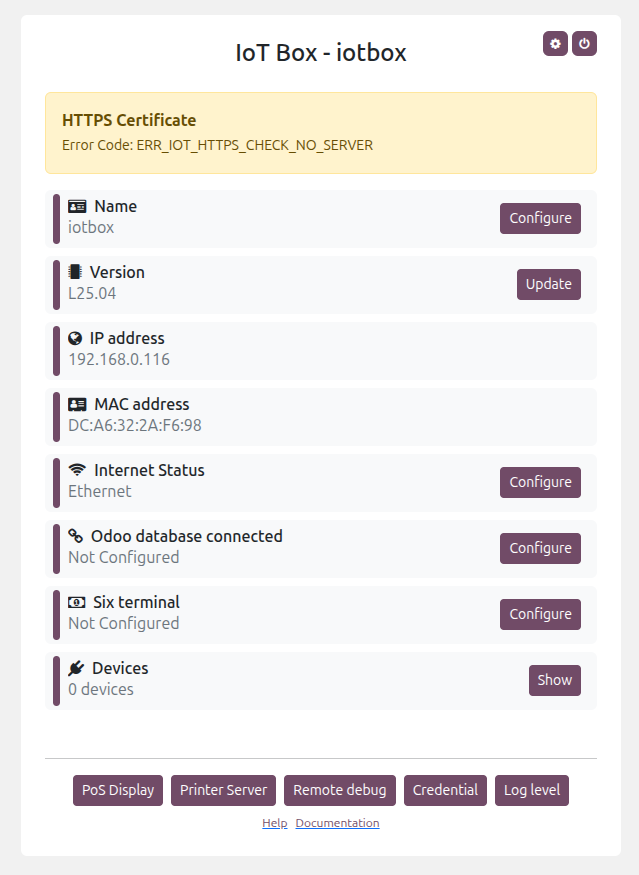 IoT Box - iotbox
HTTPS Certificate
Error Code: ERR_IOT_HTTPS_CHECK_NO_SERVER
Name
iotbox
Configure
Version
L25.04
Update
IP address
192.168.0.116
MAC address
DC:A6:32:2A:F6:98
Internet Status
Ethernet
Configure
Odoo database connected
Not Configured
Configure
Six terminal
Not Configured
Configure
Devices
0 devices
Show
PoS Display Printer Server Remote debug Credential Log level
Help Documentation